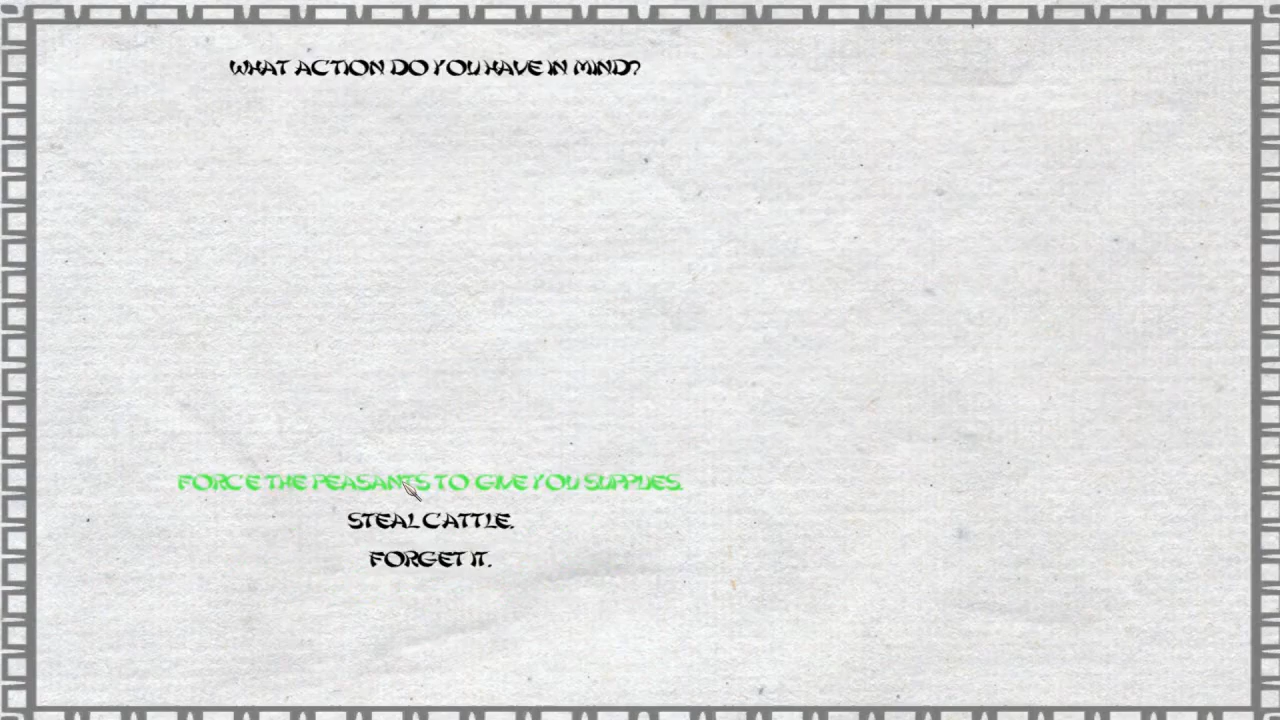 WHAT ACTION DO YOU HAVE IN MIND?
FORCE THE PEASANTS TO GIVE YOU SUPPLIES.
STEAL CATTLE.
FORGET IT.